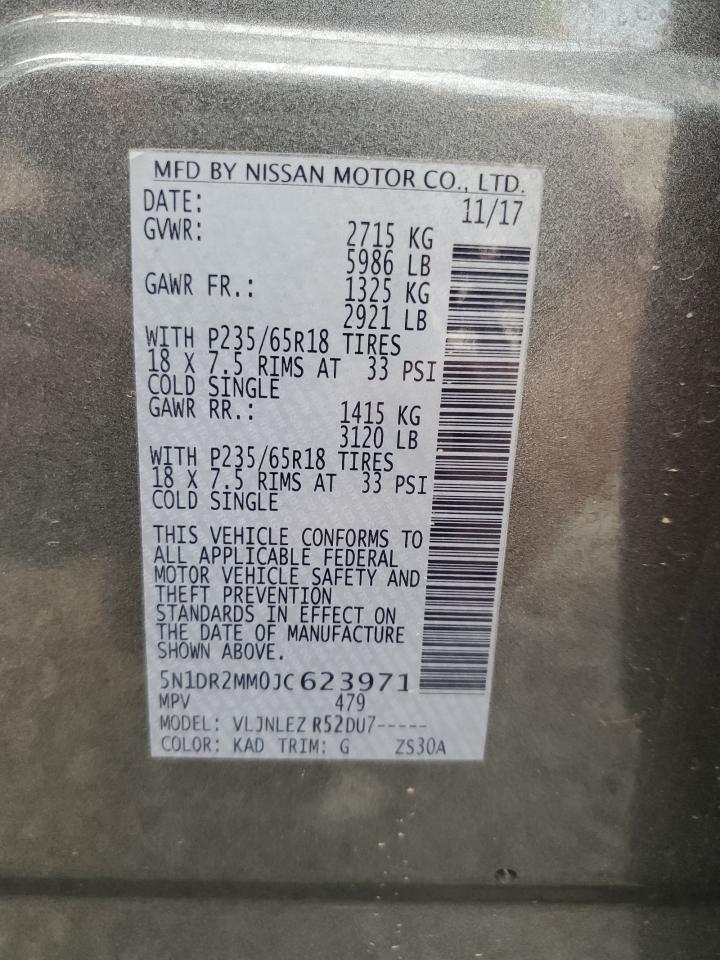 MFD BY NISSAN MOTOR CO., LTD.
DATE: 11/17
GVWR: 2715 KG
5986 LB
GAWR FR.: 1325 KG
2921 LB
WITH P235/65R18 TIRES
18 X 7.5 RIMS AT 33 PSI
COLD SINGLE
GAWR RR.: 1415 KG
3120 LB
WITH P235/65R18 TIRES
18 X 7.5 RIMS AT 33 PSI
COLD SINGLE
THIS VEHICLE CONFORMS TO
ALL APPLICABLE FEDERAL
MOTOR VEHICLE SAFETY AND
THEFT PREVENTION
STANDARDS IN EFFECT ON
THE DATE OF MANUFACTURE
SHOWN ABOVE.
5N1DR2MM0JC623971
MPV 479
MODEL: VLJNLEZ R52DU7-----
COLOR: KAD TRIM: G ZS30A